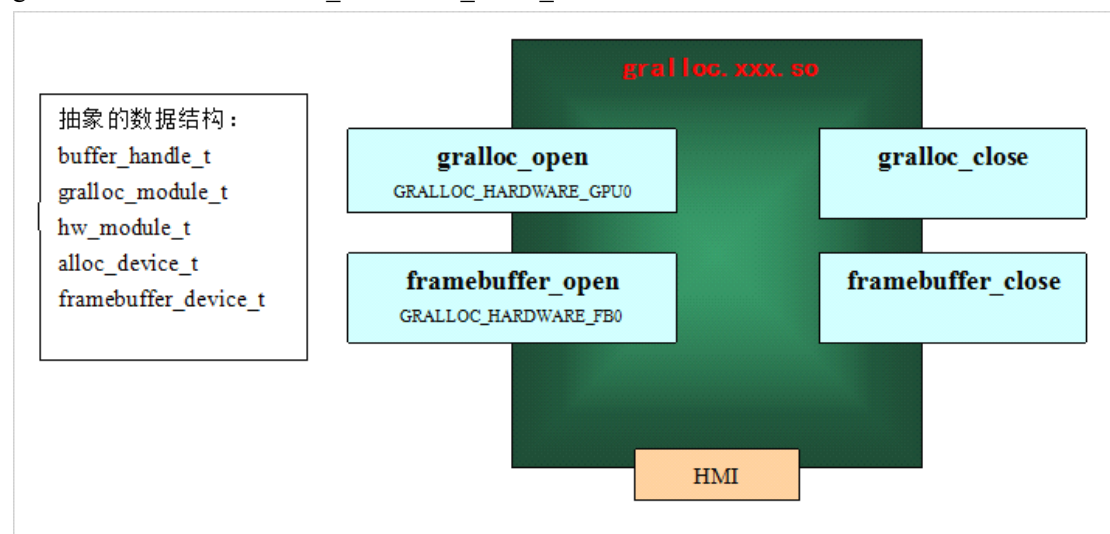 gralloc.xxx.so
抽象的数据结构：
buffer_handle_t
gralloc_module_t
hw_module_t
alloc_device_t
framebuffer_device_t
gralloc_open
GRALLOC_HARDWARE_GPU0
gralloc_close
framebuffer_open
GRALLOC_HARDWARE_FB0
framebuffer_close
HMI